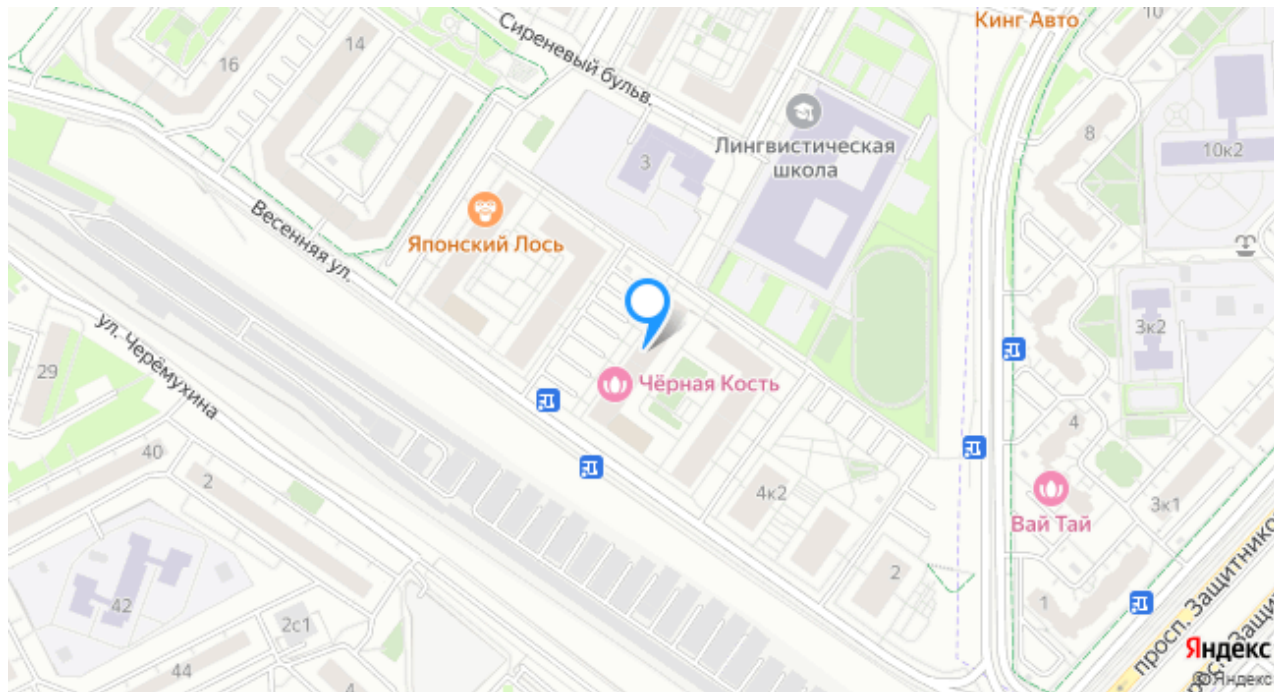 Кинг Авто
10
Сиреневый бульв.
14
16
8
Лингвистическая
школа
10к2
3
Весенняя ул.
Японский Лось
3к2
ул. Черёмухина
29
Чёрная Кость
4
40
2
4к2
3к1
Вай Тай
2
42
1
2с1
44
просп. Защитнико
Защи
Яндекс
© Яндекс